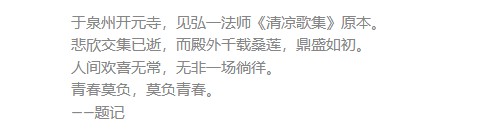 于泉州开元寺，见弘一法师《清凉歌集》原本。
悲欣交集已逝，而殿外千载桑莲，鼎盛如初。
人间欢喜无常，无非一场徜徉。
青春莫负，莫负青春。
——题记